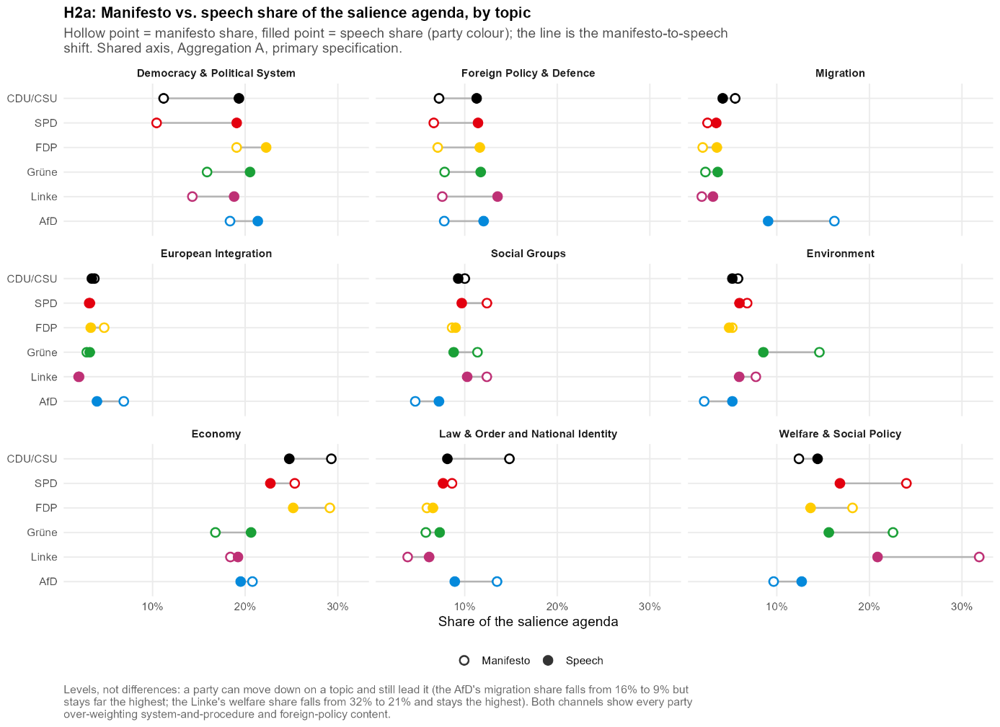 H2a: Manifesto vs. speech share of the salience agenda, by topic
Hollow point = manifesto share, filled point = speech share (party colour); the line is the manifesto-to-speech
shift. Shared axis, Aggregation A, primary specification.
Democracy & Political System
Foreign Policy & Defence
Migration
CDU/CSU
SPD
FDP
Grüne
Linke
AfD
European Integration
Social Groups
Environment
CDU/CSU
SPD
FDP
Grüne
Linke
AfD
Economy
Law & Order and National Identity
Welfare & Social Policy
CDU/CSU
SPD
FDP
Grüne
Linke
AfD
10% 20% 30% 10% 20% 30% 10% 20% 30%
Share of the salience agenda
Manifesto Speech
Levels, not differences: a party can move down on a topic and still lead it (the AfD's migration share falls from 16% to 9% but
stays far the highest; the Linke's welfare share falls from 32% to 21% and stays the highest). Both channels show every party
over-weighting system-and-procedure and foreign-policy content.